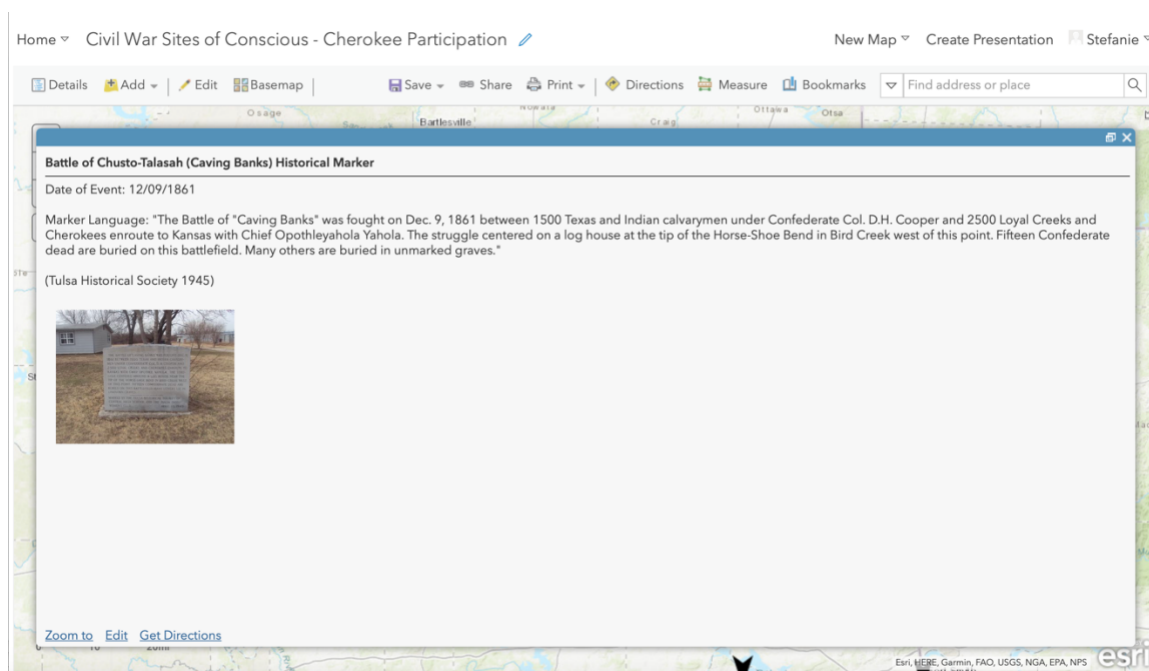 Home Civil War Sites of Conscious - Cherokee Participation New Map Create Presentation Stefanie
Details Add Edit Basemap Save Share Print Directions Measure Bookmarks Find address or place
Osage Bartlesville Craig Ottawa
Battle of Chusto-Talasah (Caving Banks) Historical Marker
Date of Event: 12/09/1861
Marker Language: "The Battle of "Caving Banks" was fought on Dec. 9, 1861 between 1500 Texas and Indian calvarymen under Confederate Col. D.H. Cooper and 2500 Loyal Creeks and
Cherokees enroute to Kansas with Chief Opothleyahola Yahola. The struggle centered on a log house at the tip of the Horse-Shoe Bend in Bird Creek west of this point. Fifteen Confederate
dead are buried on this battlefield. Many others are buried in unmarked graves."
(Tulsa Historical Society 1945)
Zoom to Edit Get Directions
Esri, HERE, Garmin, FAO, USGS, NGA, EPA, NPS esri